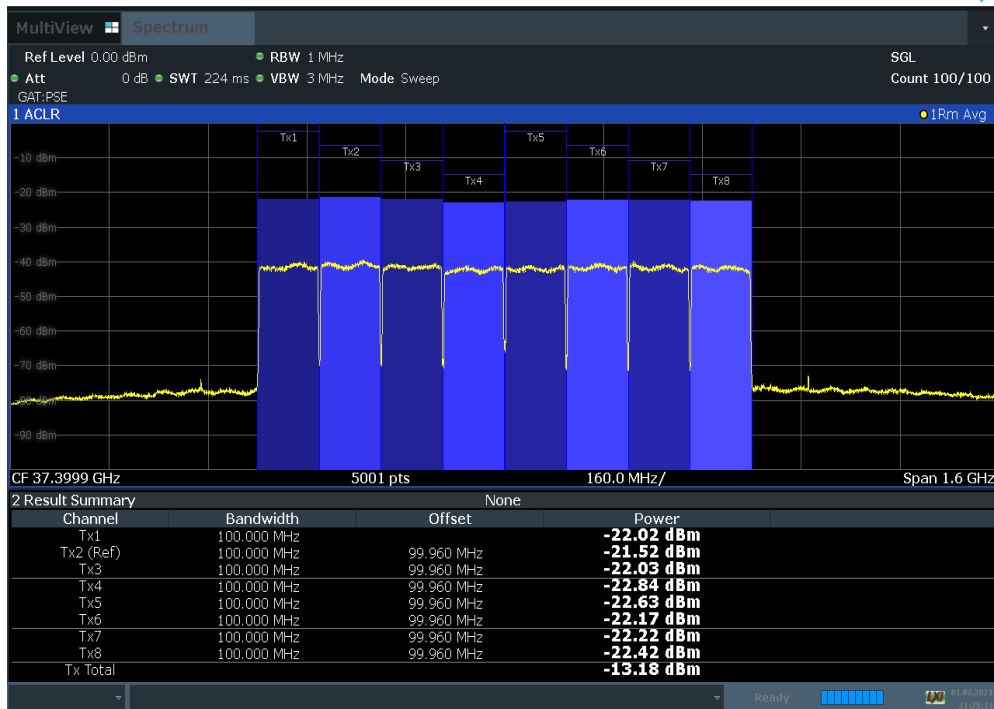 MultiView Spectrum
Ref Level 0.00 dBm RBW 1 MHz SGL
Att 0 dB SWT 224 ms VBW 3 MHz Mode Sweep Count 100/100
GAT:PSE
1 ACLR 1Rm Avg
Tx1 Tx5
Tx2 Tx6
-10 dBm
Tx3 Tx7
Tx4 Tx8
-20 dBm
-30 dBm
-40 dBm
-50 dBm
-60 dBm
-70 dBm
-80 dBm
-90 dBm
CF 37.3999 GHz 5001 pts 160.0 MHz/ Span 1.6 GHz
2 Result Summary None
Channel Bandwidth Offset Power
Tx1 100.000 MHz -22.02 dBm
Tx2 (Ref) 100.000 MHz 99.960 MHz -21.52 dBm
Tx3 100.000 MHz 99.960 MHz -22.03 dBm
Tx4 100.000 MHz 99.960 MHz -22.84 dBm
Tx5 100.000 MHz 99.960 MHz -22.63 dBm
Tx6 100.000 MHz 99.960 MHz -22.17 dBm
Tx7 100.000 MHz 99.960 MHz -22.22 dBm
Tx8 100.000 MHz 99.960 MHz -22.42 dBm
Tx Total -13.18 dBm
Ready 01.02.2021
21:25:13